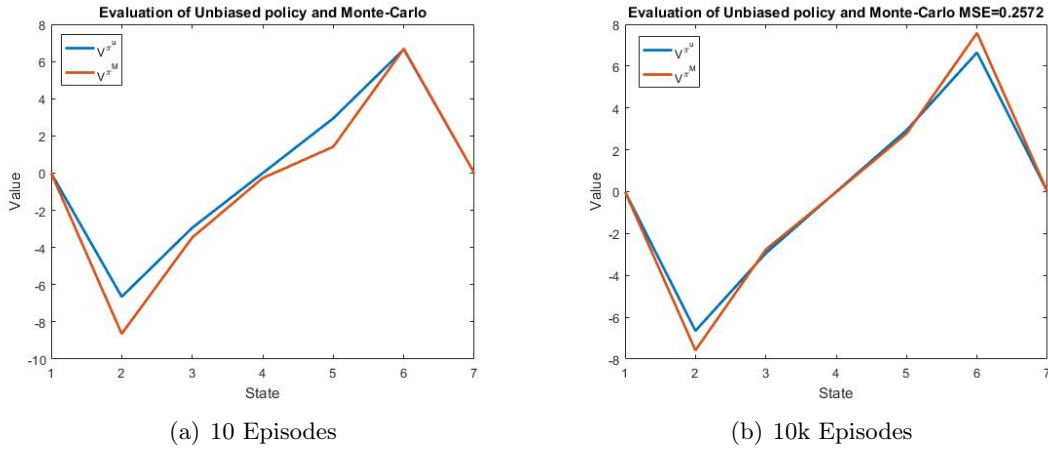 Evaluation of Unbiased policy and Monte-Carlo
8
6
4
2
0
-2
-4
-6
-8
-10
Value
V^{π^u}
V^{π^M}
1 2 3 4 5 6 7
State
(a) 10 Episodes
Evaluation of Unbiased policy and Monte-Carlo MSE=0.2572
8
6
4
2
0
-2
-4
-6
-8
Value
V^{π^u}
V^{π^M}
1 2 3 4 5 6 7
State
(b) 10k Episodes